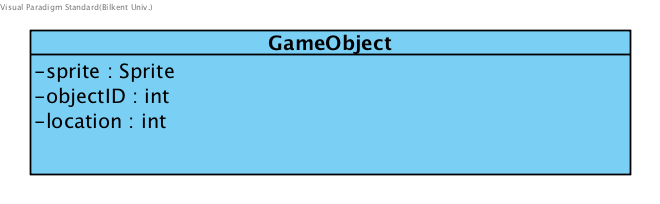 Visual Paradigm Standard(Bilkent Univ.)
GameObject
-sprite : Sprite
-objectID : int
-location : int